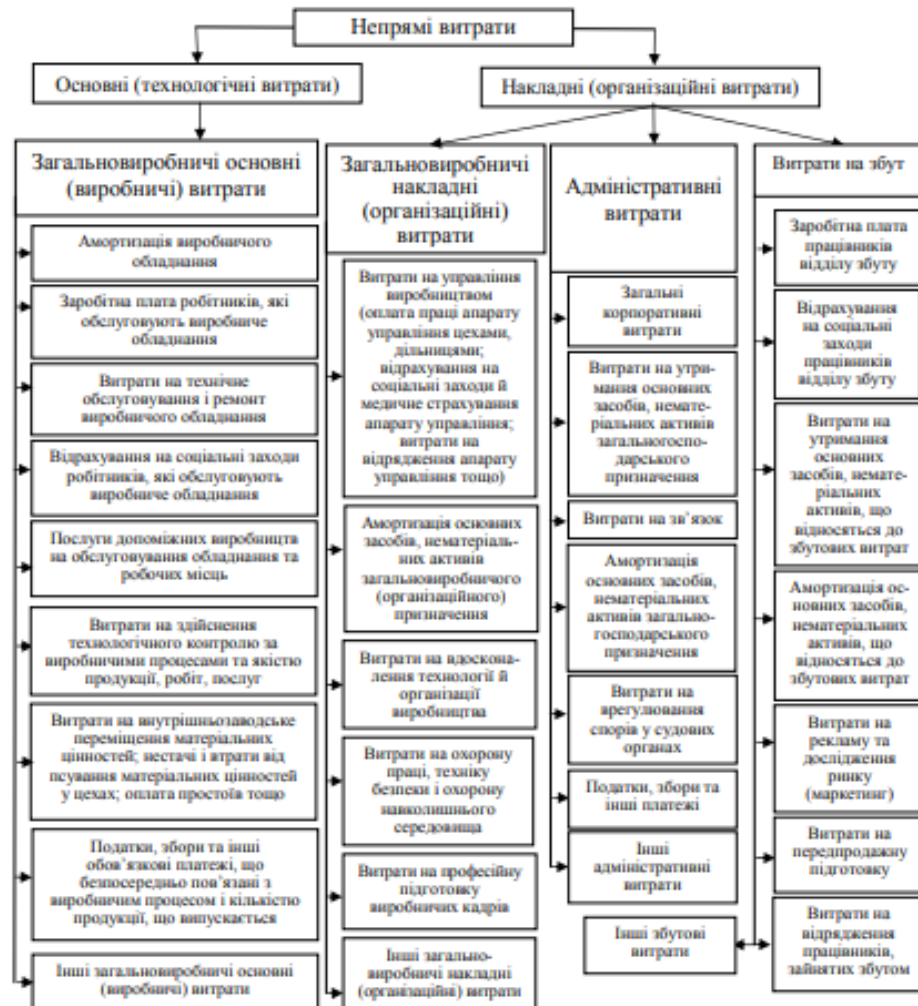 Непрямі витрати
Основні (технологічні витрати)
Накладні (організаційні витрати)
Загальновиробничі основні
(виробничі) витрати
Амортизація виробничого
обладнання
Заробітна плата робітників, які
обслуговують виробниче
обладнання
Витрати на технічне
обслуговування і ремонт
виробничого обладнання
Відрахування на соціальні заходи
робітників, які обслуговують
виробниче обладнання
Послуги допоміжних виробництв
на обслуговування обладнання та
робочих місць
Витрати на здійснення
технологічного контролю за
виробничими процесами та якістю
продукції, робіт, послуг
Витрати на внутрішньозаводське
переміщення матеріальних
цінностей; нестачі і втрати від
псування матеріальних цінностей
у цехах; оплата простоїв тощо
Податки, збори та інші
обов’язкові платежі, що
безпосередньо пов’язані з
виробничим процесом і кількістю
продукції, що випускається
Інші загальновиробничі основні
(виробничі) витрати
Загальновиробничі
накладні
(організаційні)
витрати
Витрати на управління
виробництвом
(оплата праці апарату
управління цехами,
дільницями;
відрахування на
соціальні заходи й
медичне страхування
апарату управління;
витрати на
відрядження апарату
управління тощо)
Амортизація основних
засобів, нематеріаль-
них активів
загальновиробничого
(організаційного)
призначення
Витрати на вдоскона-
лення технології й
організації
виробництва
Витрати на охорону
праці, техніку
безпеки і охорону
навколишнього
середовища
Витрати на професійну
підготовку
виробничих кадрів
Інші загально-
виробничі накладні
(організаційні) витрати
Адміністративні
витрати
Загальні
корпоративні
витрати
Витрати на утри-
мання основних
засобів, немате-
ріальних активів
загальногоспо-
дарського
призначення
Витрати на зв’язок
Амортизація
основних засобів,
нематеріальних
активів загально-
господарського
призначення
Витрати на
врегулювання
спорів у судових
органах
Податки, збори та
інші платежі
Інші
адміністративні
витрати
Витрати на збут
Заробітна плата
працівників
відділу збуту
Відрахування
на соціальні
заходи
працівників
відділу збуту
Витрати на
утримання
основних
засобів, немате-
ріальних
активів, що
відносяться до
збутових витрат
Амортизація ос-
новних засобів,
нематеріальних
активів, що
відносяться до
збутових витрат
Витрати на
рекламу та
дослідження
ринку
(маркетинг)
Витрати на
передпродажну
підготовку
Витрати на
відрядження
працівників,
зайнятих збутом
Інші збутові
витрати